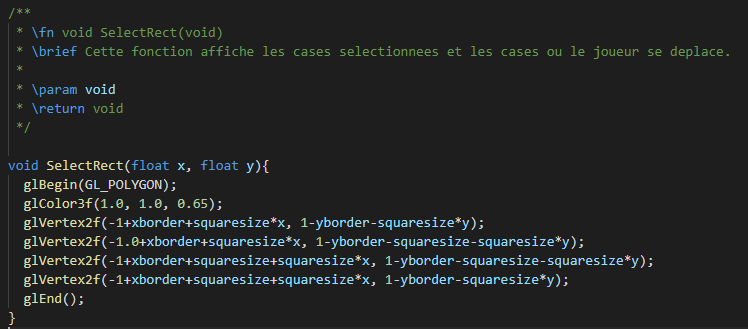 /**
 * \fn void SelectRect(void)
 * \brief Cette fonction affiche les cases selectionnees et les cases ou le joueur se deplace.
 *
 * \param void
 * \return void
 */
void SelectRect(float x, float y){
  glBegin(GL_POLYGON);
  glColor3f(1.0, 1.0, 0.65);
  glVertex2f(-1+xborder+squaresize*x, 1-yborder-squaresize*y);
  glVertex2f(-1.0+xborder+squaresize*x, 1-yborder-squaresize-squaresize*y);
  glVertex2f(-1+xborder+squaresize+squaresize*x, 1-yborder-squaresize-squaresize*y);
  glVertex2f(-1+xborder+squaresize+squaresize*x, 1-yborder-squaresize*y);
  glEnd();
}